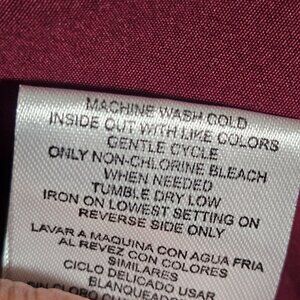 MACHINE WASH COLD
INSIDE OUT WITH LIKE COLORS
GENTLE CYCLE
ONLY NON-CHLORINE BLEACH
WHEN NEEDED
TUMBLE DRY LOW
IRON ON LOWEST SETTING ON
REVERSE SIDE ONLY
LAVAR A MAQUINA CON AGUA FRIA
AL REVEZ CON COLORES
SIMILARES
CICLO DELICADO USAR
BLANQUEADOR
CLORO